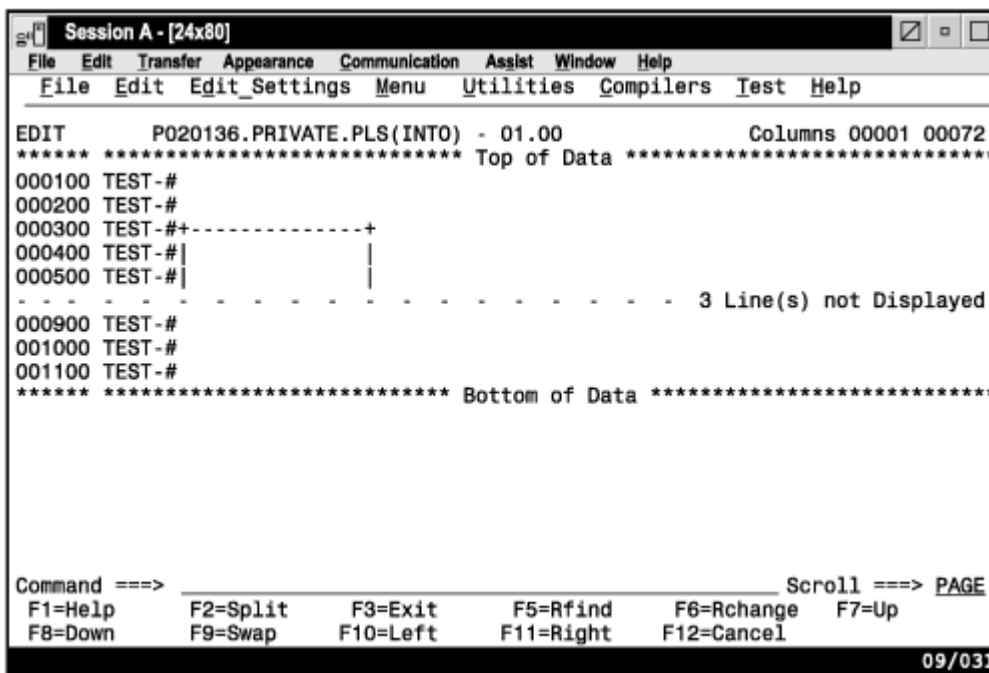 Session A - [24x80]
File Edit Transfer Appearance Communication Assist Window Help
File Edit Edit_Settings Menu Utilities Compilers Test Help
EDIT P020136.PRIVATE.PLS(INTO) - 01.00 Columns 00001 00072
****** ***************************** Top of Data ******************************
000100 TEST-#
000200 TEST-#
000300 TEST-#+--------------+
000400 TEST-#| |
000500 TEST-#| |
- - - - - - - - - - - - - - - - - - - - 3 Line(s) not Displayed
000900 TEST-#
001000 TEST-#
001100 TEST-#
****** **************************** Bottom of Data ****************************
Command ===> Scroll ===> PAGE
F1=Help F2=Split F3=Exit F5=Rfind F6=Rchange F7=Up
F8=Down F9=Swap F10=Left F11=Right F12=Cancel